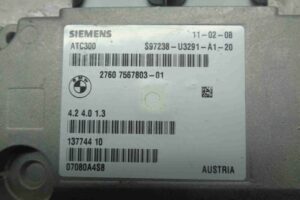 SIEMENS 11-02-08
ATC300 S97238-U3291-A1-20
2760 7567803-01
4.2 4.0 1.3
137744 10
07080A4S8
AUSTRIA